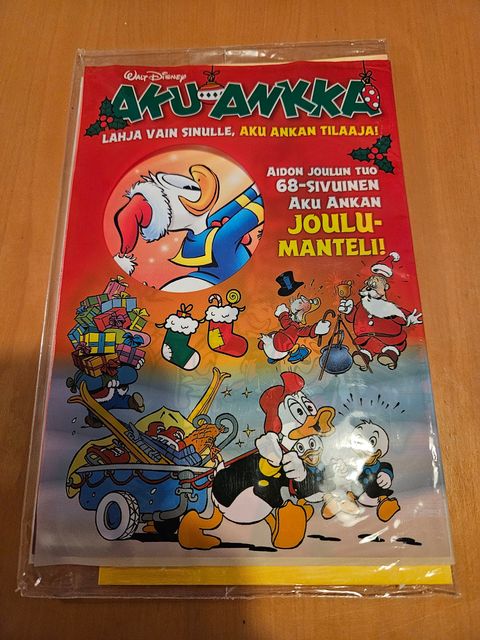 Walt Disney
AKU ANKKA
LAHJA VAIN SINULLE, AKU ANKAN TILAAJA!
AIDON JOULUN TUO
68-SIVUINEN
AKU ANKAN
JOULU-
MANTELI!